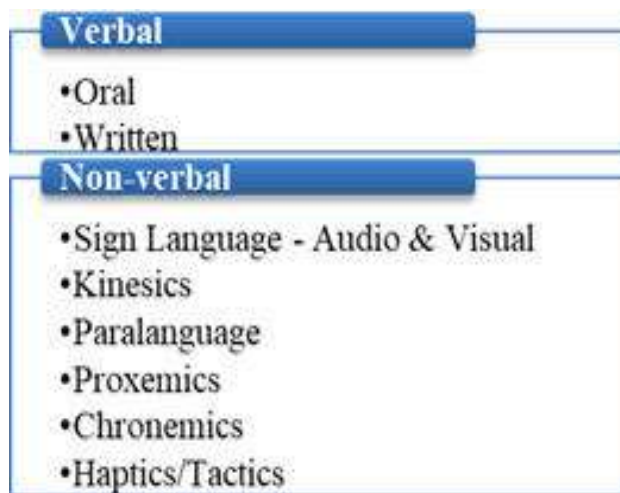 Verbal
•Oral
•Written
Non-verbal
•Sign Language - Audio & Visual
•Kinesics
•Paralanguage
•Proxemics
•Chronemics
•Haptics/Tactics